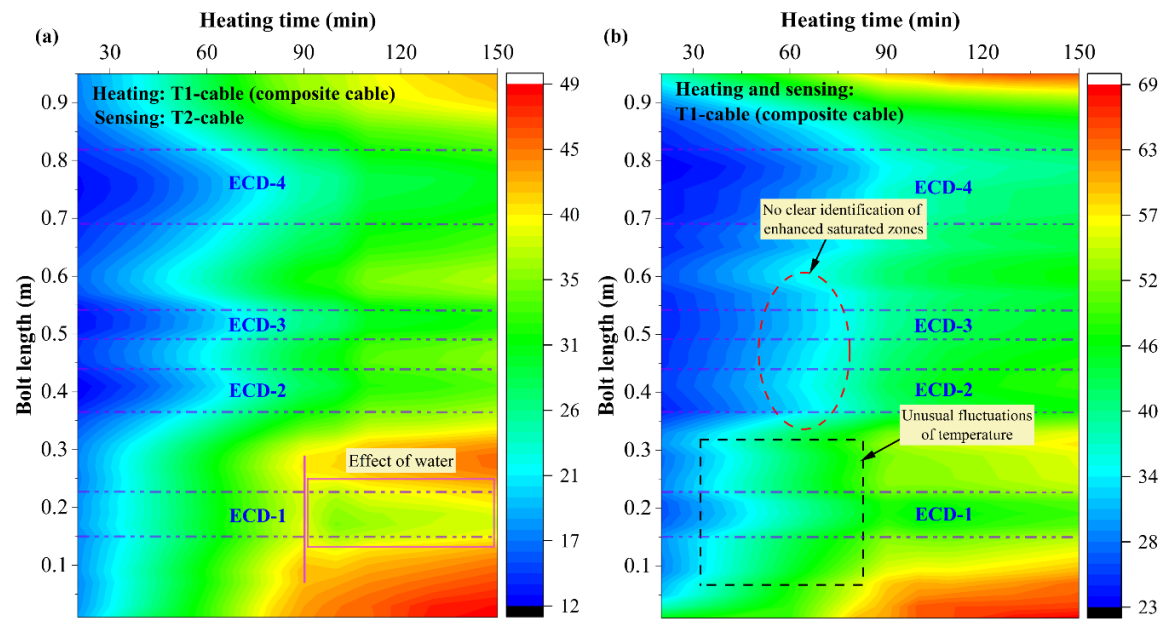 Heating time (min)
(a)
30 60 90 120 150
Heating: T1-cable (composite cable)
Sensing: T2-cable
Bolt length (m)
0.9
0.8
0.7
0.6
0.5
0.4
0.3
0.2
0.1
ECD-4
ECD-3
ECD-2
Effect of water
ECD-1
49
45
40
35
31
26
21
17
12
Heating time (min)
(b)
30 60 90 120 150
Heating and sensing:
T1-cable (composite cable)
Bolt length (m)
0.9
0.8
0.7
0.6
0.5
0.4
0.3
0.2
0.1
ECD-4
No clear identification of
enhanced saturated zones
ECD-3
ECD-2
Unusual fluctuations
of temperature
ECD-1
69
63
57
52
46
40
34
28
23